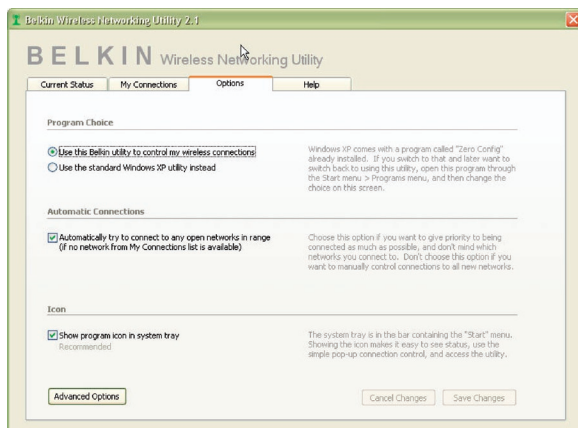 Belkin Wireless Networking Utility 2.1
BELKIN Wireless Networking Utility
Current Status My Connections Options Help
Program Choice
Use this Belkin utility to control my wireless connections
Use the standard Windows XP utility instead
Windows XP comes with a program called "Zero Config"
already installed. If you switch to that and later want to
switch back to using this utility, open this program through
the Start menu > Programs menu, and then change the
choice on this screen.
Automatic Connections
Automatically try to connect to any open networks in range
(if no network from My Connections list is available)
Choose this option if you want to give priority to being
connected as much as possible, and don't mind which
networks you connect to. Don't choose this option if you
want to manually control connections to all new networks.
Icon
Show program icon in system tray
Recommended
The system tray is in the bar containing the "Start" menu.
Showing the icon makes it easy to see status, use the
simple pop-up connection control, and access the utility.
Advanced Options Cancel Changes Save Changes